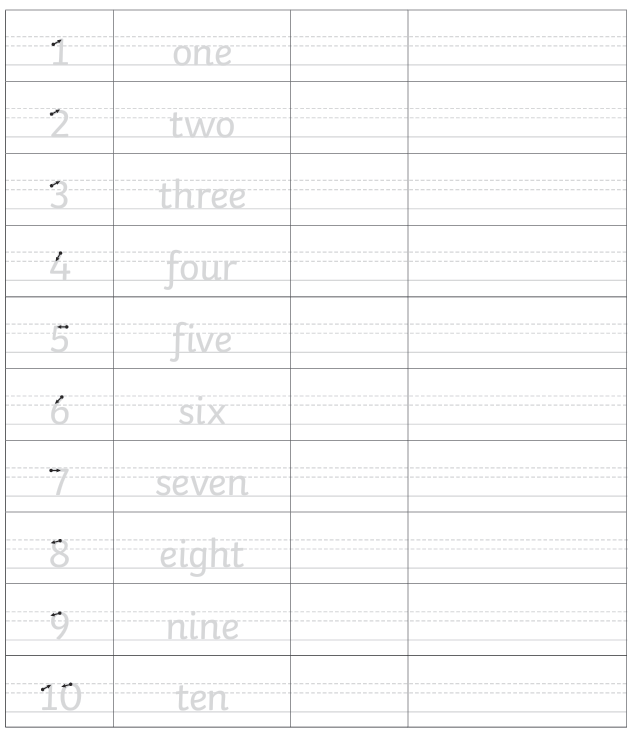 1 one
2 two
3 three
4 four
5 five
6 six
7 seven
8 eight
9 nine
10 ten